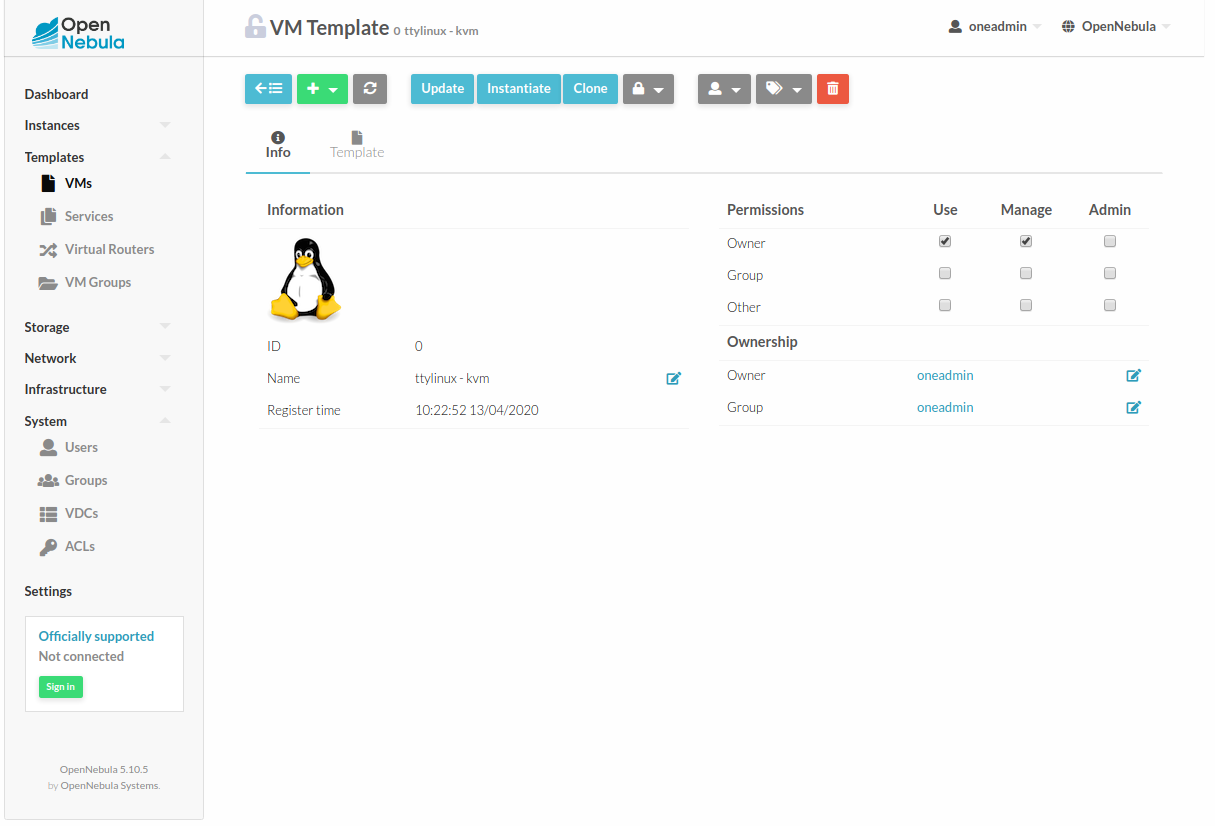 Open
Nebula
VM Template 0 ttylinux - kvm
oneadmin
OpenNebula
Dashboard
Instances
Templates
VMs
Services
Virtual Routers
VM Groups
Storage
Network
Infrastructure
System
Users
Groups
VDCs
ACLs
Settings
Officially supported
Not connected
Sign in
OpenNebula 5.10.5
by OpenNebula Systems.
Update Instantiate Clone
Info Template
Information
ID 0
Name ttylinux - kvm
Register time 10:22:52 13/04/2020
Permissions Use Manage Admin
Owner
Group
Other
Ownership
Owner oneadmin
Group oneadmin